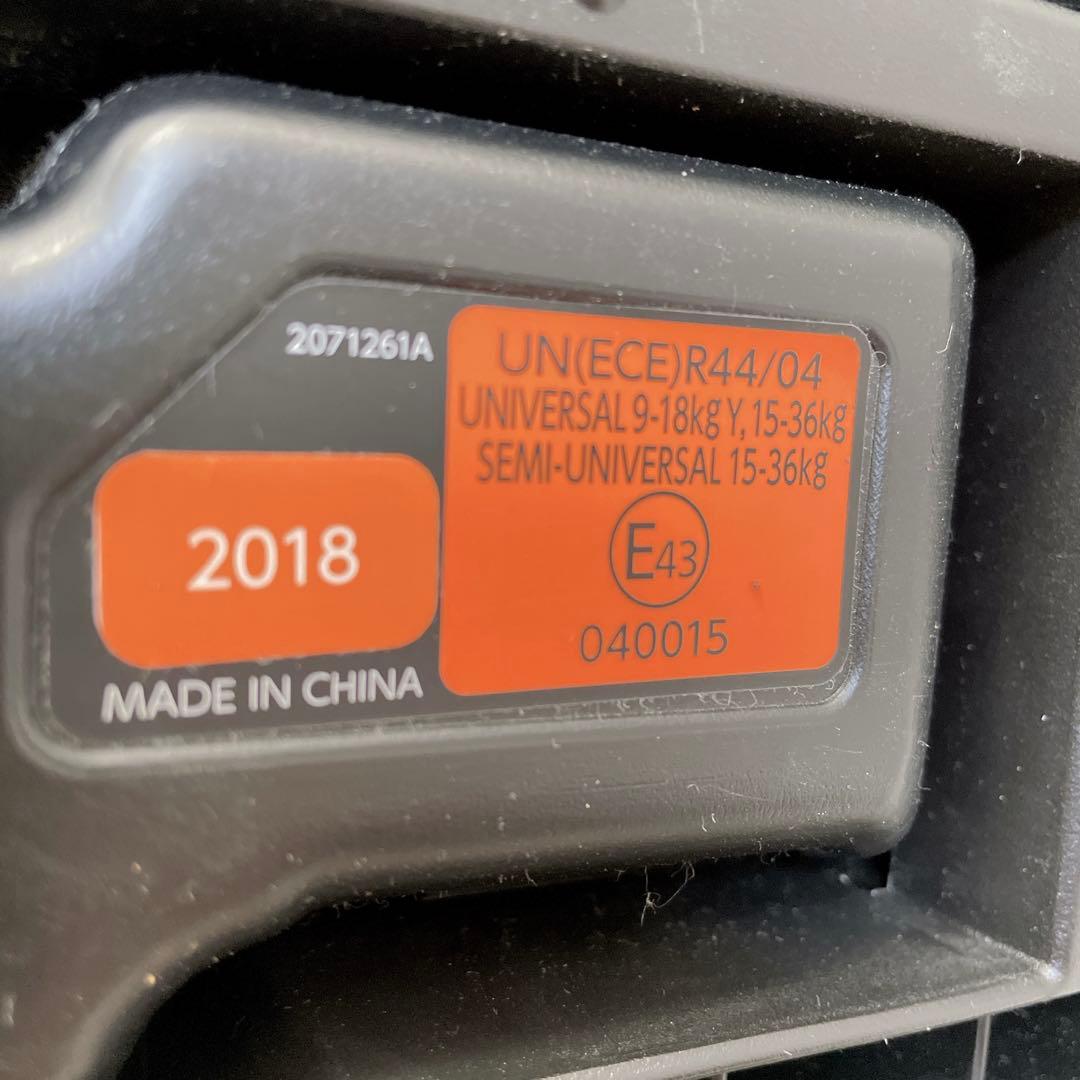 2071261A
2018
MADE IN CHINA
UN(ECE)R44/04
UNIVERSAL 9-18kg Y, 15-36kg
SEMI-UNIVERSAL 15-36kg
E43
040015